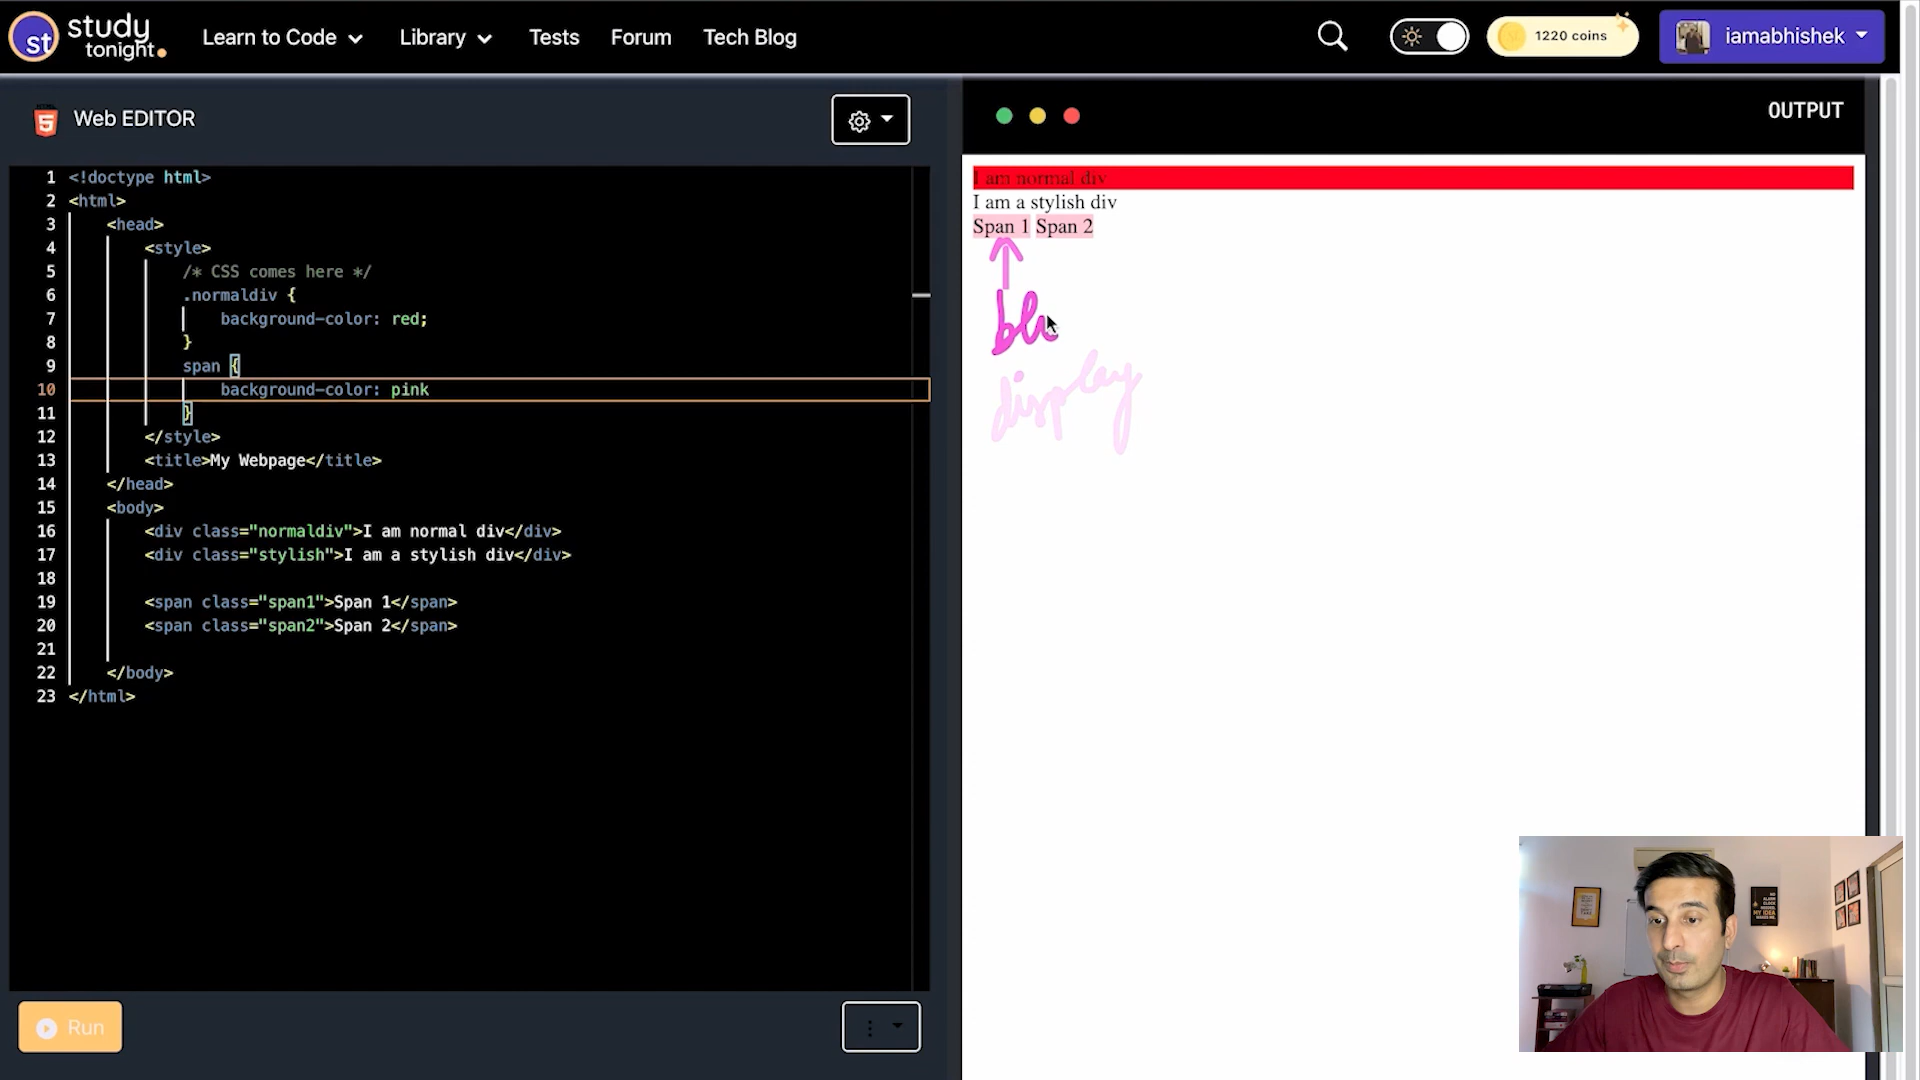 st study tonight.
Learn to Code
Library
Tests
Forum
Tech Blog
1220 coins
iamabhishek
5 Web EDITOR
OUTPUT
1 <!doctype html>
2 <html>
3 <head>
4 <style>
5 /* CSS comes here */
6 .normaldiv {
7 background-color: red;
8 }
9 span {
10 background-color: pink
11 }
12 </style>
13 <title>My Webpage</title>
14 </head>
15 <body>
16 <div class="normaldiv">I am normal div</div>
17 <div class="stylish">I am a stylish div</div>
18
19 <span class="span1">Span 1</span>
20 <span class="span2">Span 2</span>
21
22 </body>
23 </html>
Run
I am normal div
I am a stylish div
Span 1 Span 2
blo
display